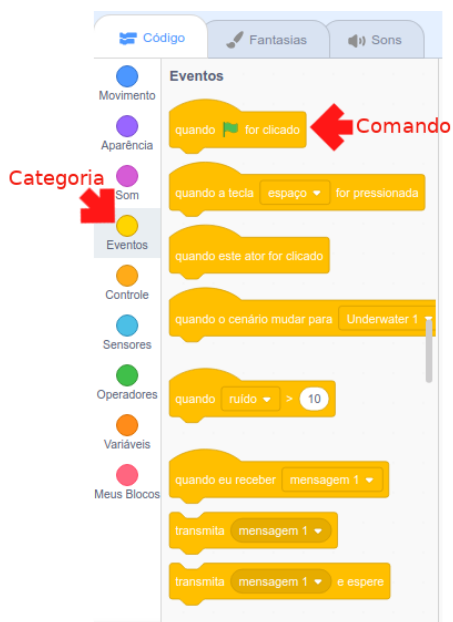 Código Fantasias Sons
Eventos
Movimento
Aparência
Som
Eventos
Controle
Sensores
Operadores
Variáveis
Meus Blocos
Categoria
Comando
quando for clicado
quando a tecla espaço for pressionada
quando este ator for clicado
quando o cenário mudar para Underwater 1
quando ruído > 10
quando eu receber mensagem 1
transmita mensagem 1
transmita mensagem 1 e espere